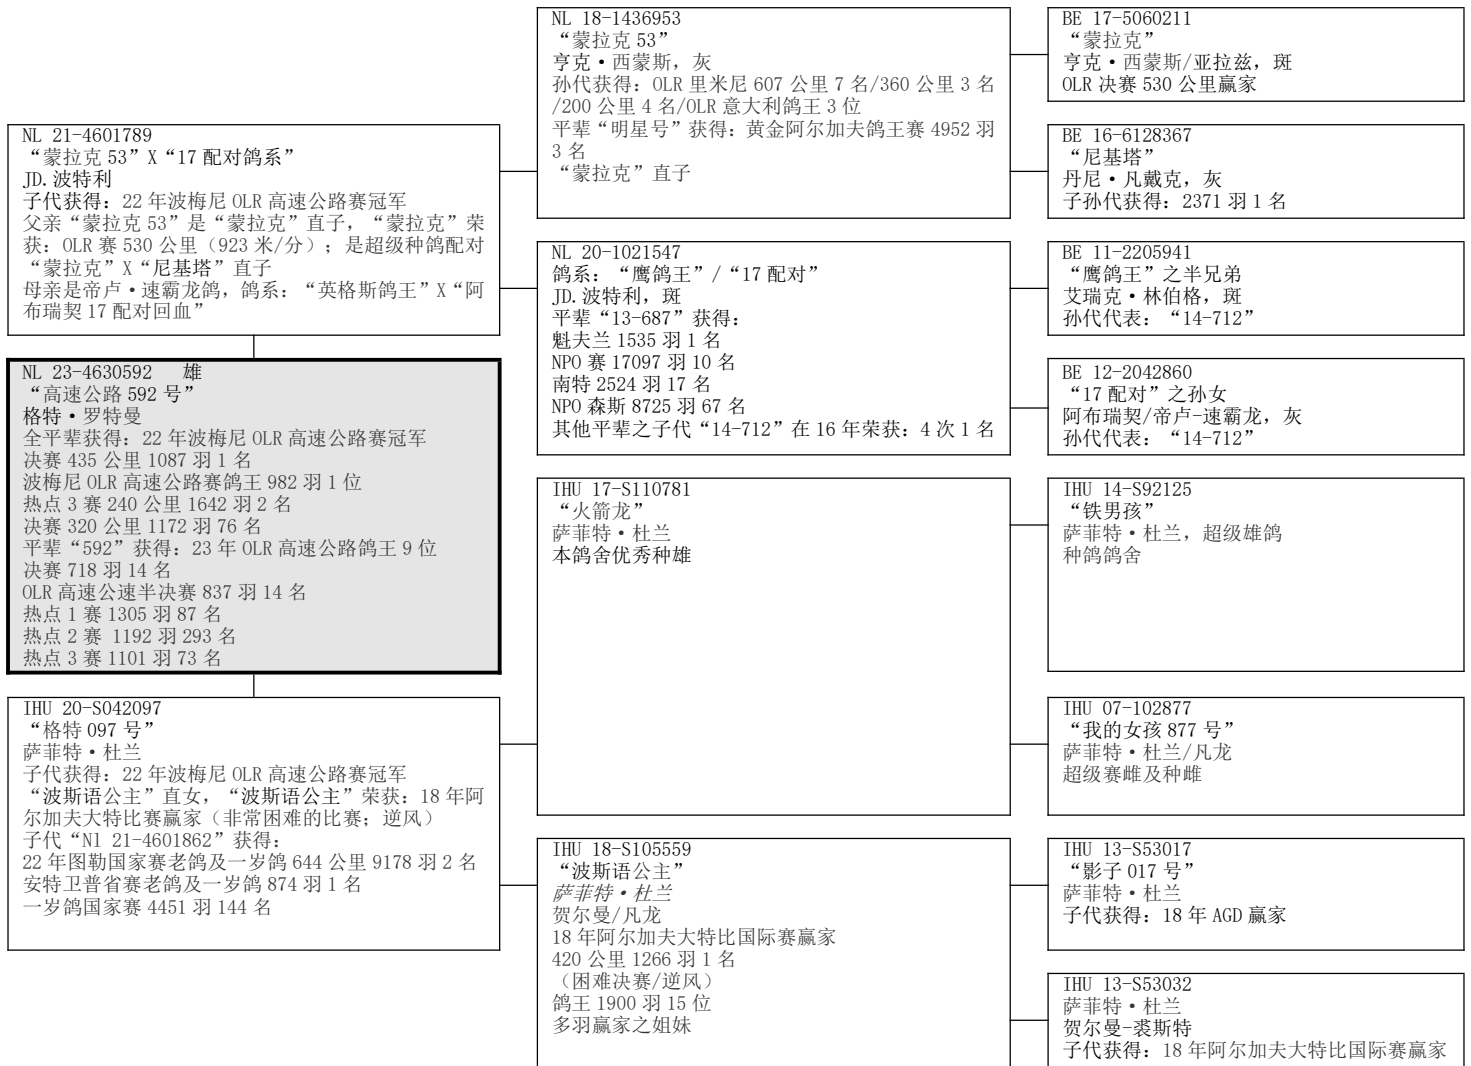 NL 21-4601789
“蒙拉克 53”X“17 配对鸽系”
JD.波特利
子代获得：22 年波梅尼 OLR 高速公路赛冠军
父亲“蒙拉克 53”是“蒙拉克”直子，“蒙拉克”荣
获：OLR 赛 530 公里（923 米/分）；是超级种鸽配对
“蒙拉克”X“尼基塔”直子
母亲是帝卢·速霸龙鸽，鸽系：“英格斯鸽王”X“阿
布瑞契 17 配对回血”
NL 23-4630592 雄
“高速公路 592 号”
格特·罗特曼
全平辈获得：22 年波梅尼 OLR 高速公路赛冠军
决赛 435 公里 1087 羽 1 名
波梅尼 OLR 高速公路赛鸽王 982 羽 1 位
热点 3 赛 240 公里 1642 羽 2 名
决赛 320 公里 1172 羽 76 名
平辈“592”获得：23 年 OLR 高速公路鸽王 9 位
决赛 718 羽 14 名
OLR 高速公速半决赛 837 羽 14 名
热点 1 赛 1305 羽 87 名
热点 2 赛 1192 羽 293 名
热点 3 赛 1101 羽 73 名
IHU 20-S042097
“格特 097 号”
萨菲特·杜兰
子代获得：22 年波梅尼 OLR 高速公路赛冠军
“波斯语公主”直女，“波斯语公主”荣获：18 年阿
尔加夫大特比赛赢家（非常困难的比赛；逆风）
子代“Nl 21-4601862”获得：
22 年图勒国家赛老鸽及一岁鸽 644 公里 9178 羽 2 名
安特卫普省赛老鸽及一岁鸽 874 羽 1 名
一岁鸽国家赛 4451 羽 144 名
NL 18-1436953
“蒙拉克 53”
亨克·西蒙斯，灰
孙代获得：OLR 里米尼 607 公里 7 名/360 公里 3 名
/200 公里 4 名/OLR 意大利鸽王 3 位
平辈“明星号”获得：黄金阿尔加夫鸽王赛 4952 羽
3 名
“蒙拉克”直子
NL 20-1021547
鸽系：“鹰鸽王”/“17 配对”
JD.波特利，斑
平辈“13-687”获得：
魁夫兰 1535 羽 1 名
NPO 赛 17097 羽 10 名
南特 2524 羽 17 名
NPO 森斯 8725 羽 67 名
其他平辈之子代“14-712”在 16 年荣获：4 次 1 名
IHU 17-S110781
“火箭龙”
萨菲特·杜兰
本鸽舍优秀种雄
IHU 18-S105559
“波斯语公主”
萨菲特·杜兰
贺尔曼/凡龙
18 年阿尔加夫大特比国际赛赢家
420 公里 1266 羽 1 名
（困难决赛/逆风）
鸽王 1900 羽 15 位
多羽赢家之姐妹
BE 17-5060211
“蒙拉克”
亨克·西蒙斯/亚拉兹，斑
OLR 决赛 530 公里赢家
BE 16-6128367
“尼基塔”
丹尼·凡戴克，灰
子孙代获得：2371 羽 1 名
BE 11-2205941
“鹰鸽王”之半兄弟
艾瑞克·林伯格，斑
孙代代表：“14-712”
BE 12-2042860
“17 配对”之孙女
阿布瑞契/帝卢-速霸龙，灰
孙代代表：“14-712”
IHU 14-S92125
“铁男孩”
萨菲特·杜兰，超级雄鸽
种鸽鸽舍
IHU 07-102877
“我的女孩 877 号”
萨菲特·杜兰/凡龙
超级赛雌及种雌
IHU 13-S53017
“影子 017 号”
萨菲特·杜兰
子代获得：18 年 AGD 赢家
IHU 13-S53032
萨菲特·杜兰
贺尔曼-裘斯特
子代获得：18 年阿尔加夫大特比国际赛赢家